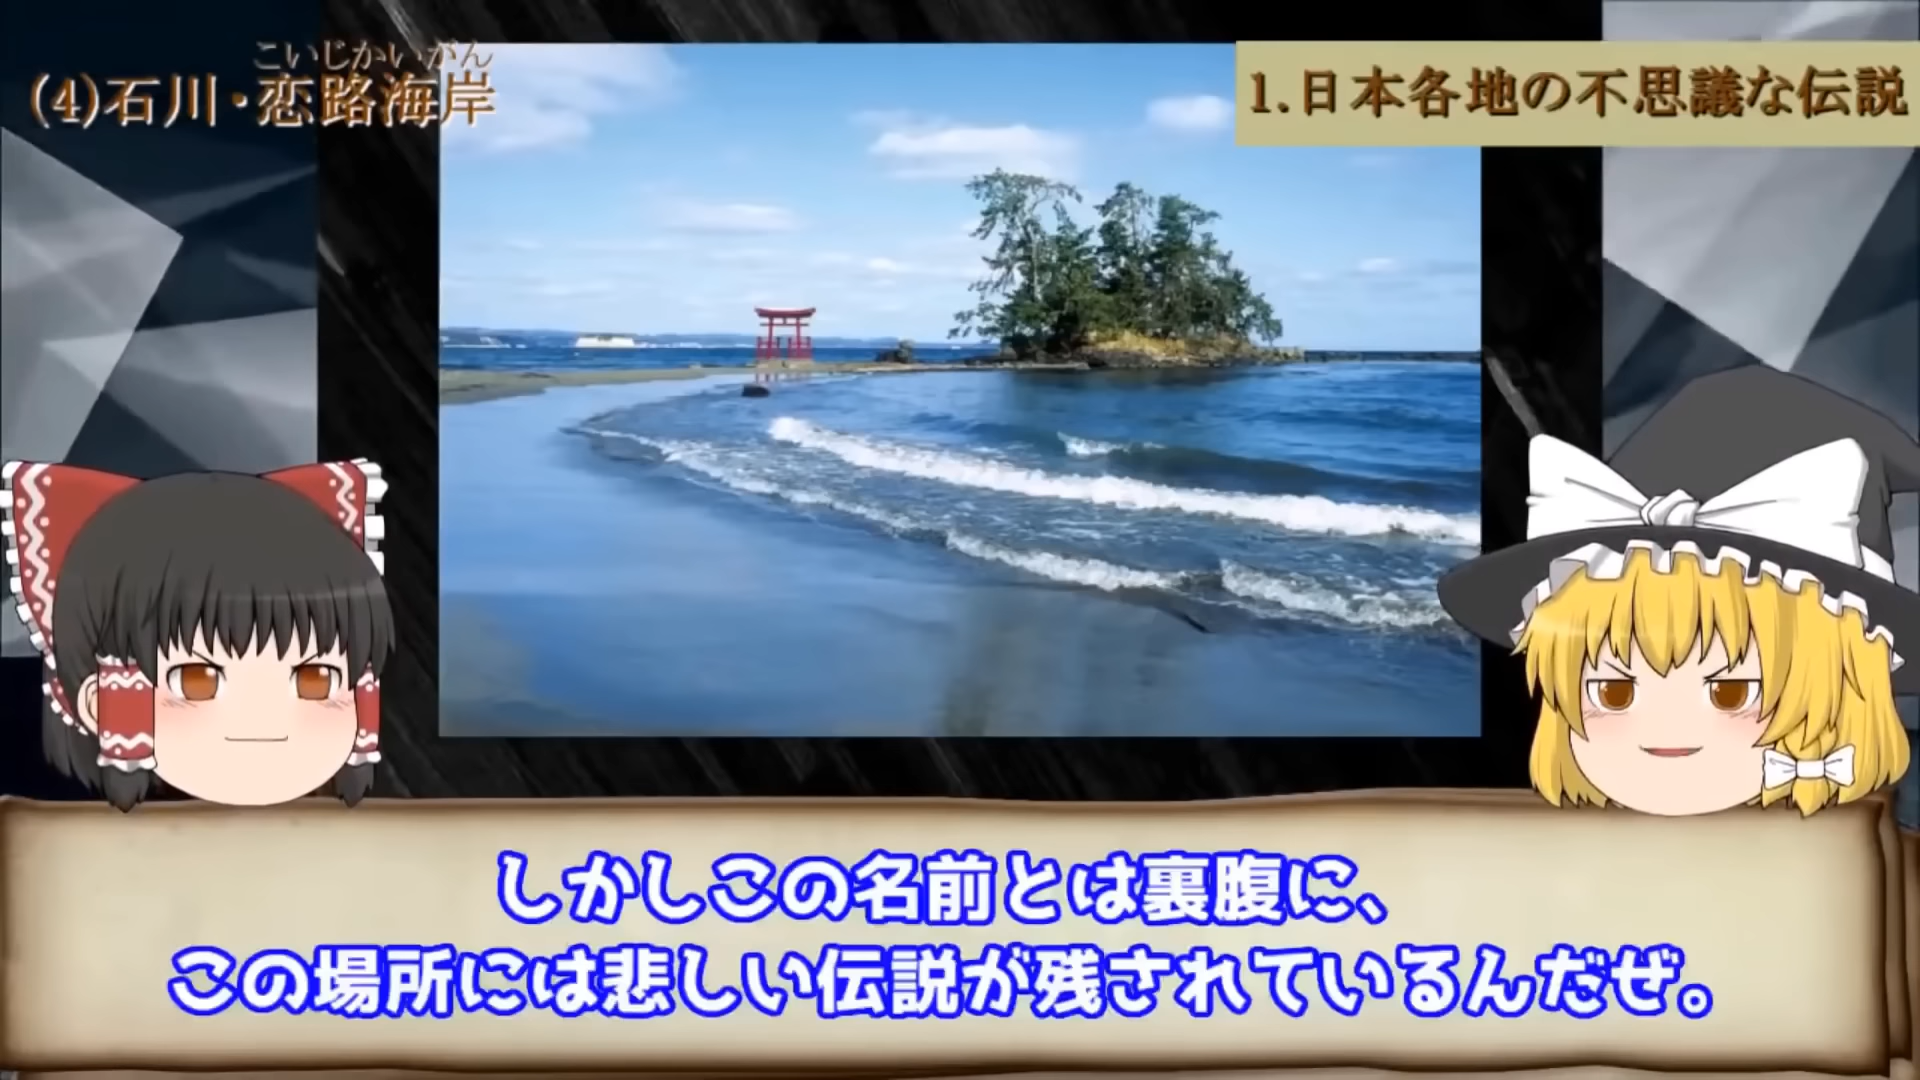 こいじかいがん
(4)石川・恋路海岸
1.日本各地の不思議な伝説
しかしこの名前とは裏腹に、
この場所には悲しい伝説が残されているんだぜ。